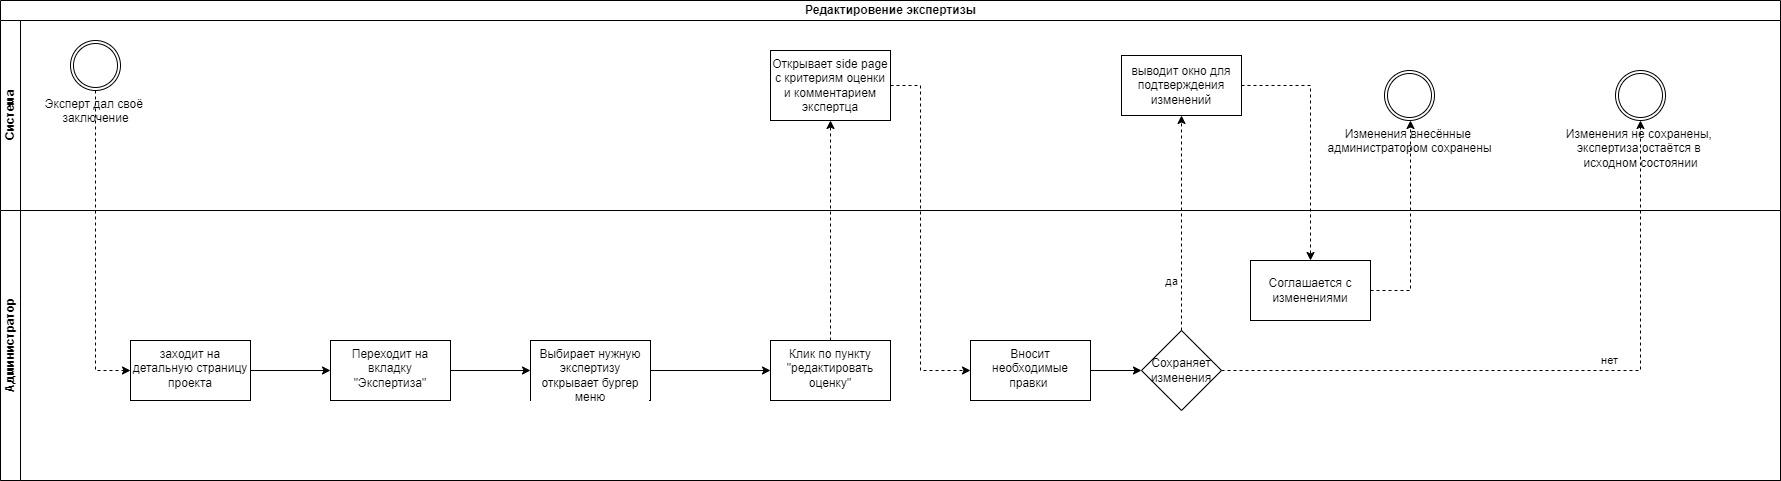 Редактировение экспертизы
Система
Эксперт дал своё
заключение
Открывает side page
с критериям оценки
и комментарием
экспертца
выводит окно для
подтверждения
изменений
Изменения внесённые
администратором сохранены
Изменения не сохранены,
экспертиза остаётся в
исходном состоянии
Администратор
заходит на
детальную страницу
проекта
Переходит на
вкладку
"Экспертиза"
Выбирает нужную
экспертизу
открывает бургер
меню
Клик по пункту
"редактировать
оценку"
Вносит
необходимые
правки
Сохраняет
изменения
да
Соглашается с
изменениями
нет